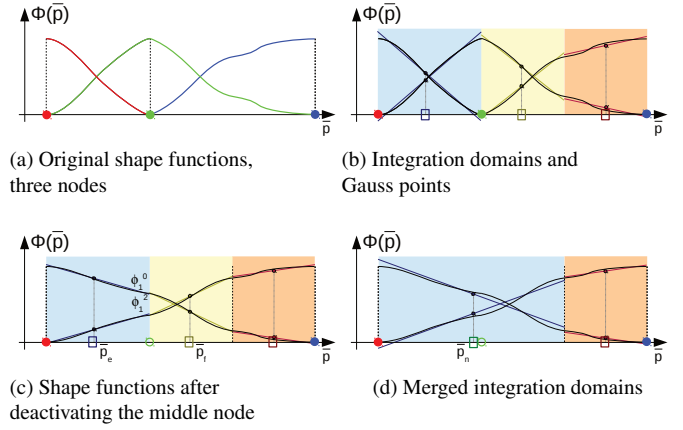 Φ(p̅)
p̅
(a) Original shape functions,
three nodes
Φ(p̅)
p̅
(b) Integration domains and
Gauss points
Φ(p̅)
ϕ₁⁰
ϕ₁²
p̅ₑ
p̅f
p̅
(c) Shape functions after
deactivating the middle node
Φ(p̅)
p̅ₙ
p̅
(d) Merged integration domains